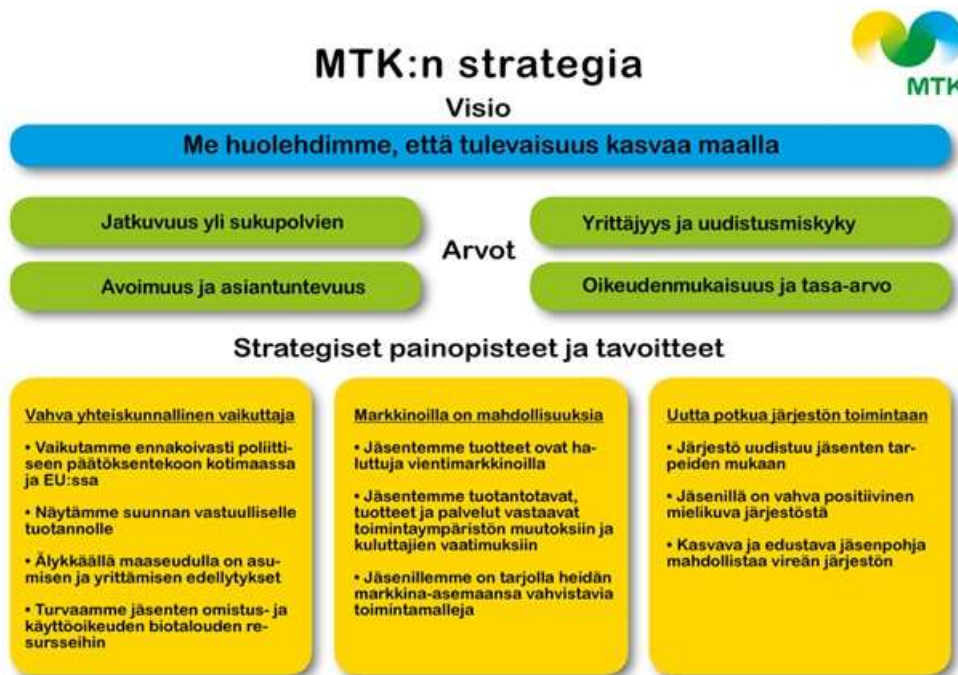 MTK:n strategia
MTK
Visio
Me huolehdimme, että tulevaisuus kasvaa maalla
Jatkuvuus yli sukupolvien
Yrittäjyys ja uudistusmiskyky
Arvot
Avoimuus ja asiantuntevuus
Oikeudenmukaisuus ja tasa-arvo
Strategiset painopisteet ja tavoitteet
Vahva yhteiskunnallinen vaikuttaja
• Vaikutamme ennakoivasti poliitti-
seen päätöksentekoon kotimaassa
ja EU:ssa
• Näytämme suunnan vastuulliselle
tuotannolle
• Älykkäällä maaseudulla on asu-
misen ja yrittämisen edellytykset
• Turvaamme jäsenten omistus- ja
käyttöoikeuden biotalouden re-
sursseihin
Markkinoilla on mahdollisuuksia
• Jäsentemme tuotteet ovat ha-
luttuja vientimarkkinoilla
• Jäsentemme tuotantotavat,
tuotteet ja palvelut vastaavat
toimintaympäristön muutoksiin ja
kuluttajien vaatimuksiin
• Jäsenillemme on tarjolla heidän
markkina-asemaansa vahvistavia
toimintamalleja
Uutta potkua järjestön toimintaan
• Järjestö uudistuu jäsenten tar-
peiden mukaan
• Jäsenillä on vahva positiivinen
mielikuva järjestöstä
• Kasvava ja edustava jäsenpohja
mahdollistaa vireän järjestön